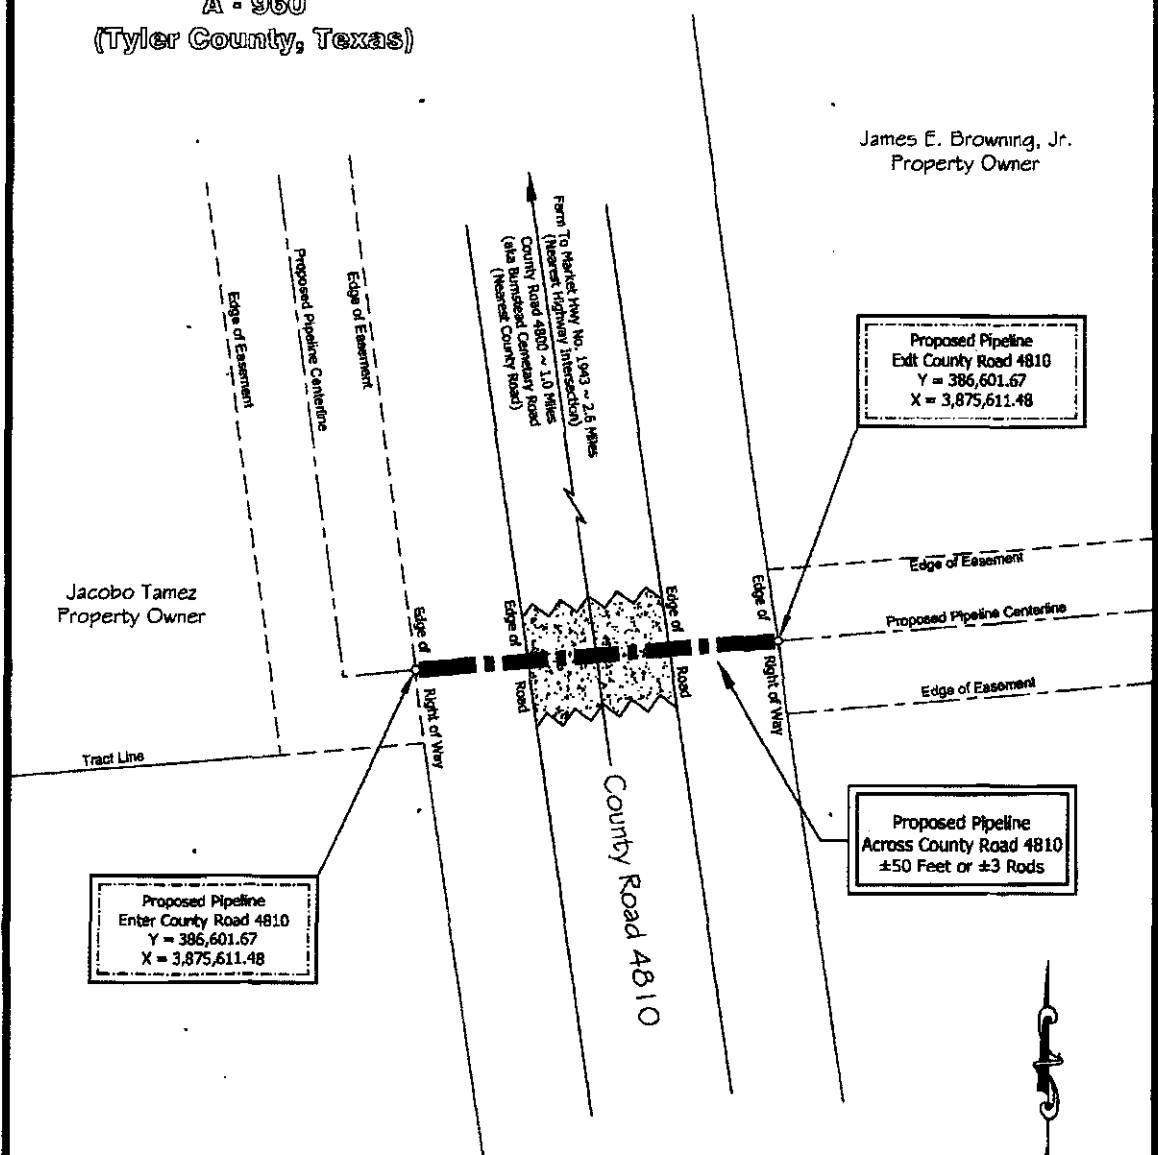 A - 960
(Tyler County, Texas)
James E. Browning, Jr.
Property Owner
Farm To Market Hwy No. 1943 ~ 2.6 Miles
(Nearest Highway Intersection)
County Road 4800 ~ 1.0 Miles
(aka Bumstead Cemetary Road
(Nearest County Road)
Edge of Easement
Proposed Pipeline Centerline
Edge of Easement
Proposed Pipeline
Exit County Road 4810
Y = 386,601.67
X = 3,875,611.48
Jacobo Tamez
Property Owner
Edge of
Right of Way
Edge of
Road
Edge of
Road
Edge of
Right of Way
Edge of Easement
Proposed Pipeline Centerline
Edge of Easement
Tract Line
County Road 4810
Proposed Pipeline
Across County Road 4810
±50 Feet or ±3 Rods
Proposed Pipeline
Enter County Road 4810
Y = 386,601.67
X = 3,875,611.48